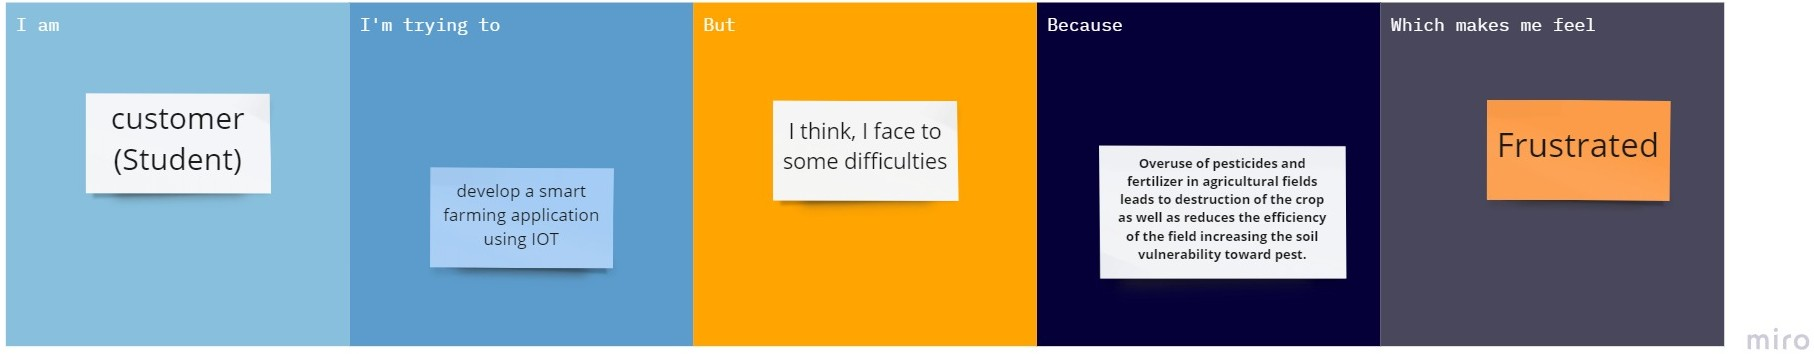 I am
customer
(Student)
I'm trying to
develop a smart
farming application
using IOT
But
I think, I face to
some difficulties
Because
Overuse of pesticides and
fertilizer in agricultural fields
leads to destruction of the crop
as well as reduces the efficiency
of the field increasing the soil
vulnerability toward pest.
Which makes me feel
Frustrated
miro